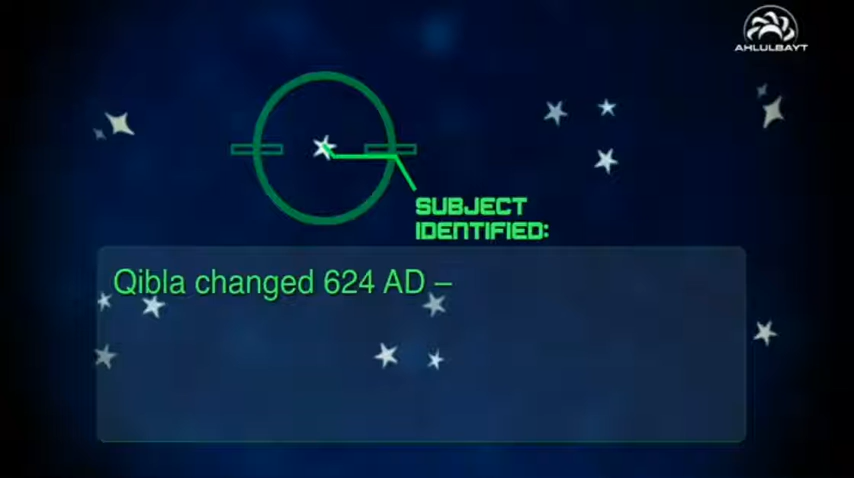 AHLULBAYT
SUBJECT
IDENTIFIED:
Qibla changed 624 AD –